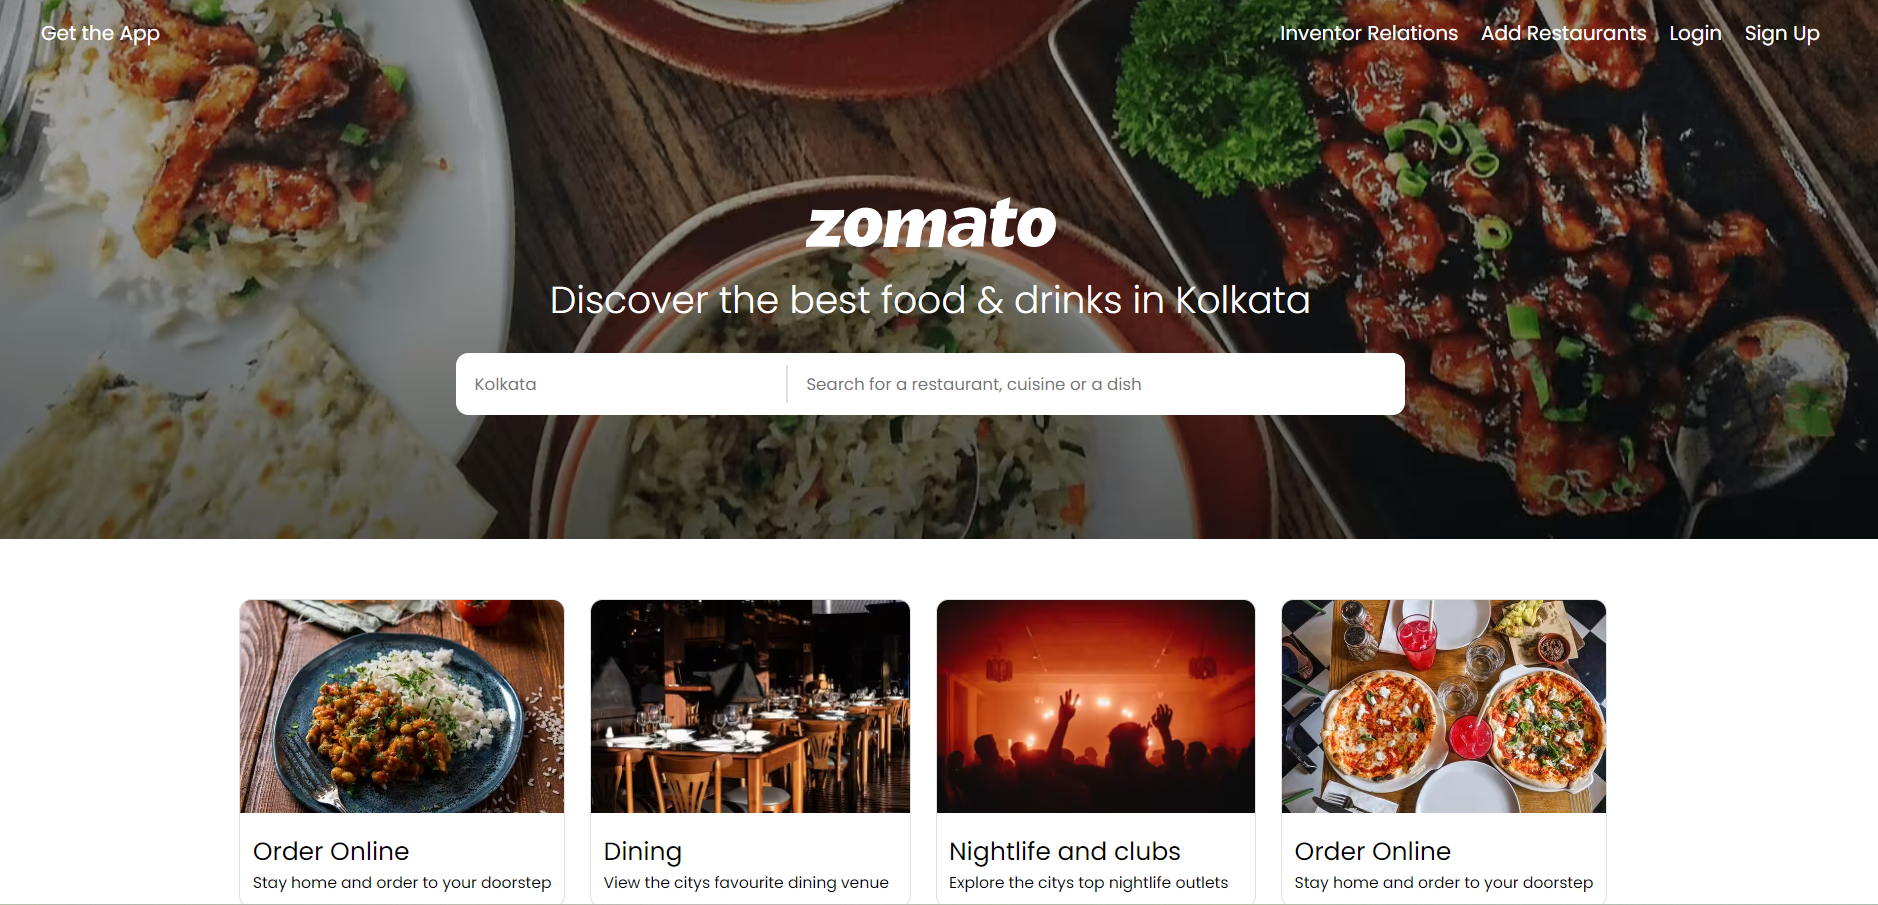 Get the App
Inventor Relations Add Restaurants Login Sign Up
zomato
Discover the best food & drinks in Kolkata
Kolkata
Search for a restaurant, cuisine or a dish
Order Online
Stay home and order to your doorstep
Dining
View the citys favourite dining venue
Nightlife and clubs
Explore the citys top nightlife outlets
Order Online
Stay home and order to your doorstep